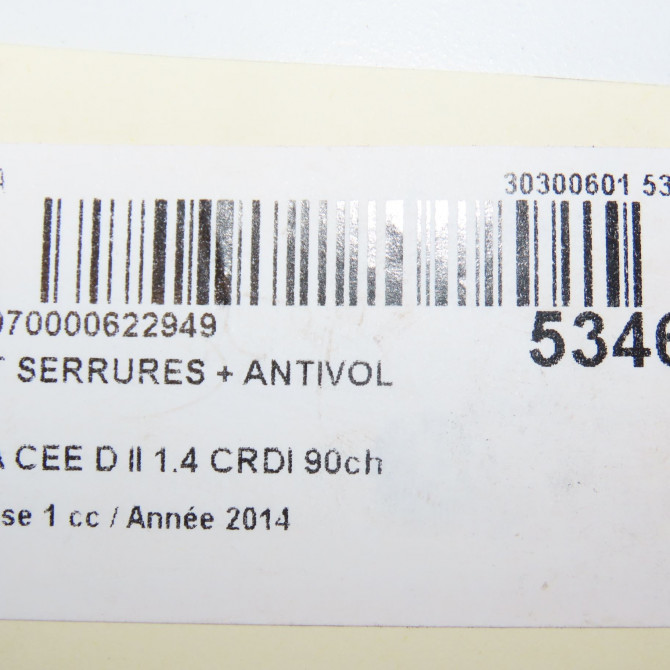 30300601 53
970000622949
5346
T SERRURES + ANTIVOL
A CEE D II 1.4 CRDI 90ch
se 1 cc / Année 2014